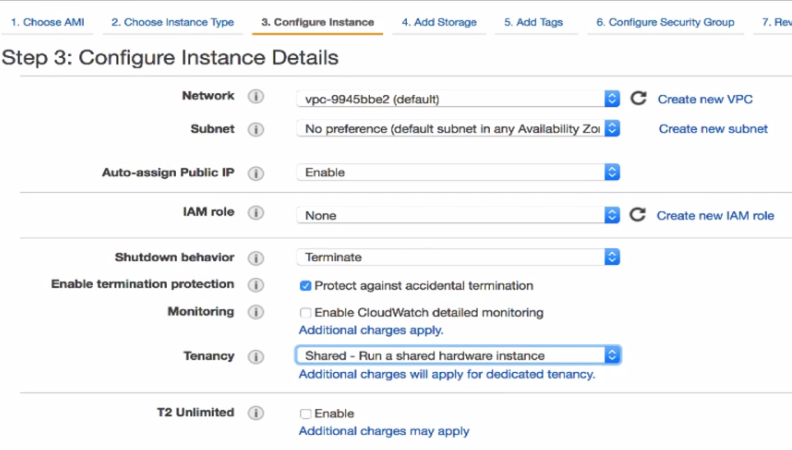 1. Choose AMI 2. Choose Instance Type 3. Configure Instance 4. Add Storage 5. Add Tags 6. Configure Security Group 7. Rev
Step 3: Configure Instance Details
Network i vpc-9945bbe2 (default) Create new VPC
Subnet i No preference (default subnet in any Availability Zo Create new subnet
Auto-assign Public IP i Enable
IAM role i None Create new IAM role
Shutdown behavior i Terminate
Enable termination protection i Protect against accidental termination
Monitoring i Enable CloudWatch detailed monitoring
Additional charges apply.
Tenancy i Shared - Run a shared hardware instance
Additional charges will apply for dedicated tenancy.
T2 Unlimited i Enable
Additional charges may apply